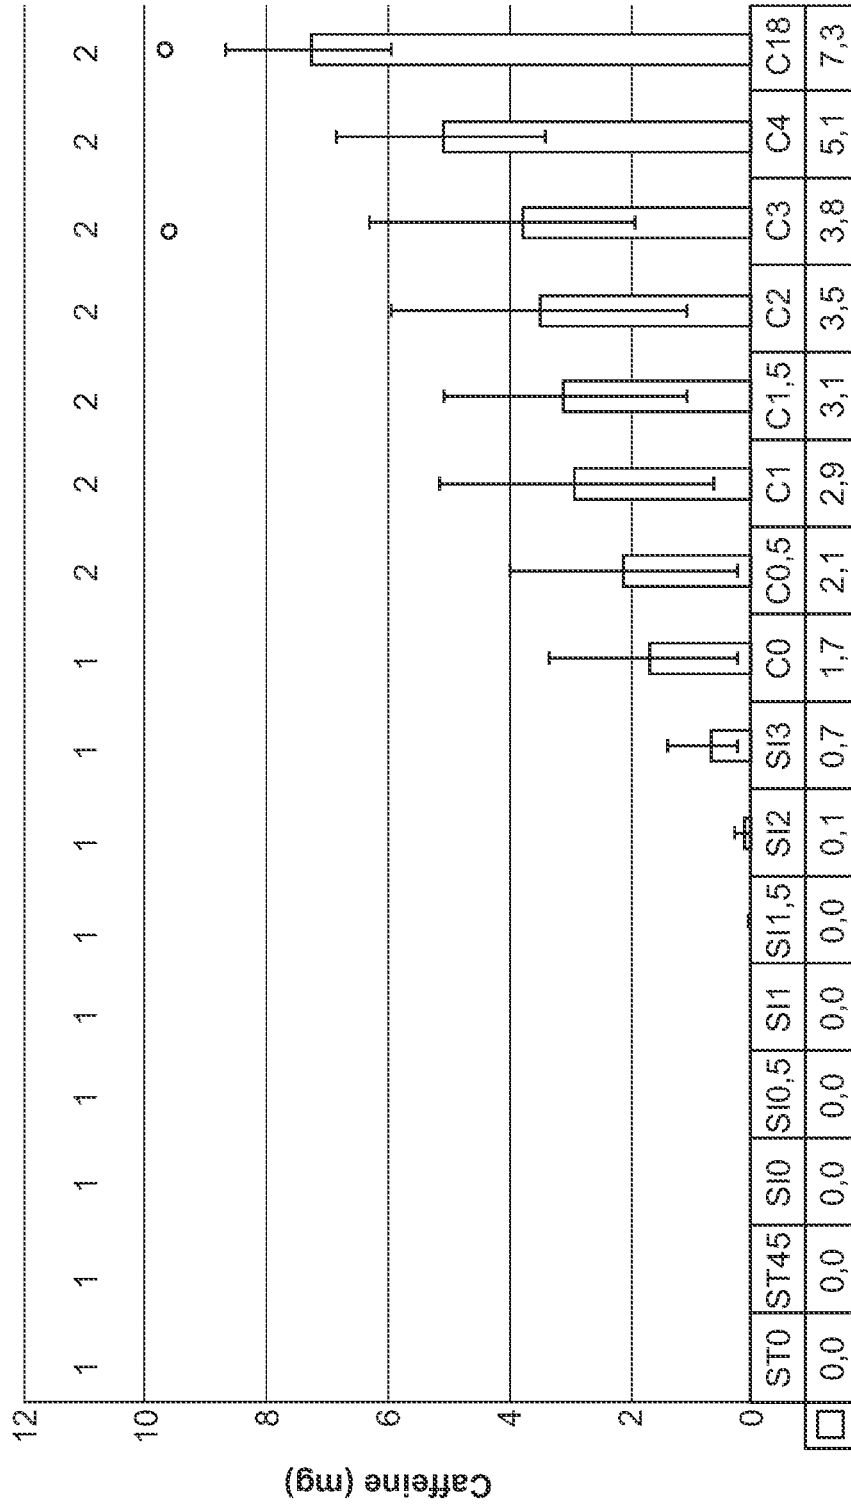 12
10
8
6
4
2
0
Caffeine (mg)
1 1 1 1 1 1 1 1 1 2 2 2 2 2 2 2
ST0 ST45 SI0 SI0,5 SI1 SI1,5 SI2 SI3 C0 C0,5 C1 C1,5 C2 C3 C4 C18
0,0 0,0 0,0 0,0 0,0 0,0 0,1 0,7 1,7 2,1 2,9 3,1 3,5 3,8 5,1 7,3